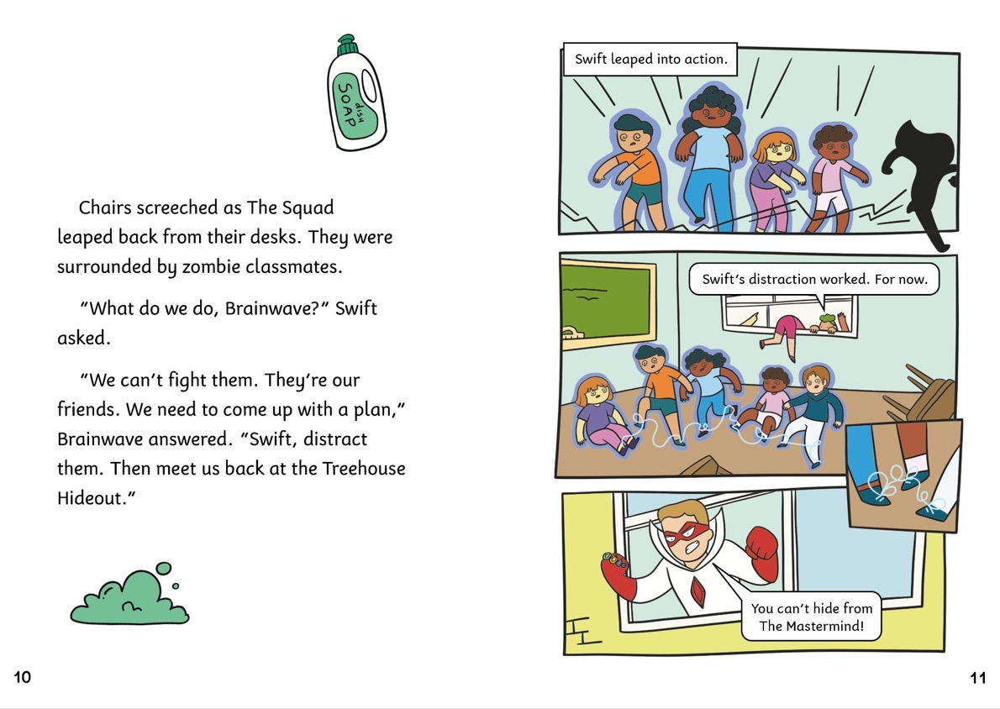 SOAP
DISH
Chairs screeched as The Squad
leaped back from their desks. They were
surrounded by zombie classmates.
“What do we do, Brainwave?” Swift
asked.
“We can’t fight them. They’re our
friends. We need to come up with a plan,”
Brainwave answered. “Swift, distract
them. Then meet us back at the Treehouse
Hideout.”
10
Swift leaped into action.
Swift’s distraction worked. For now.
You can’t hide from
The Mastermind!
11